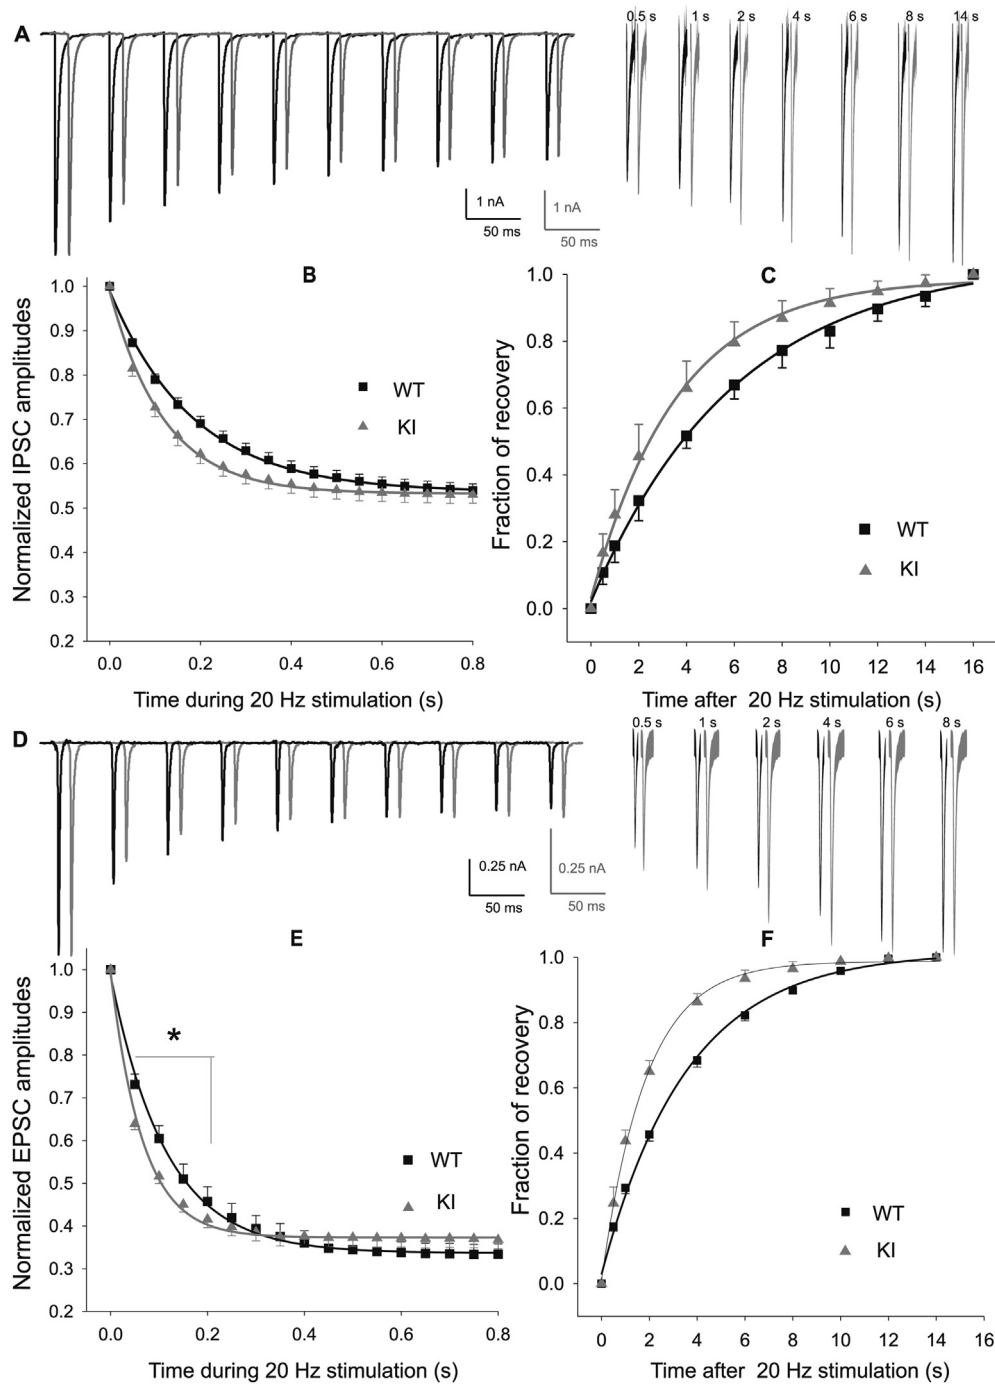 A
0.5 s 1 s 2 s 4 s 6 s 8 s 14 s
1 nA 1 nA
50 ms 50 ms
B
Normalized IPSC amplitudes
1.0
0.9
0.8
0.7
0.6
0.5
0.4
0.3
0.2
WT
KI
0.0 0.2 0.4 0.6 0.8
Time during 20 Hz stimulation (s)
C
Fraction of recovery
1.0
0.8
0.6
0.4
0.2
0.0
WT
KI
0 2 4 6 8 10 12 14 16
Time after 20 Hz stimulation (s)
D
0.5 s 1 s 2 s 4 s 6 s 8 s
0.25 nA 0.25 nA
50 ms 50 ms
E
Normalized EPSC amplitudes
1.0
0.9
0.8
0.7
0.6
0.5
0.4
0.3
0.2
*
WT
KI
0.0 0.2 0.4 0.6 0.8
Time during 20 Hz stimulation (s)
F
Fraction of recovery
1.0
0.8
0.6
0.4
0.2
0.0
WT
KI
0 2 4 6 8 10 12 14 16
Time after 20 Hz stimulation (s)